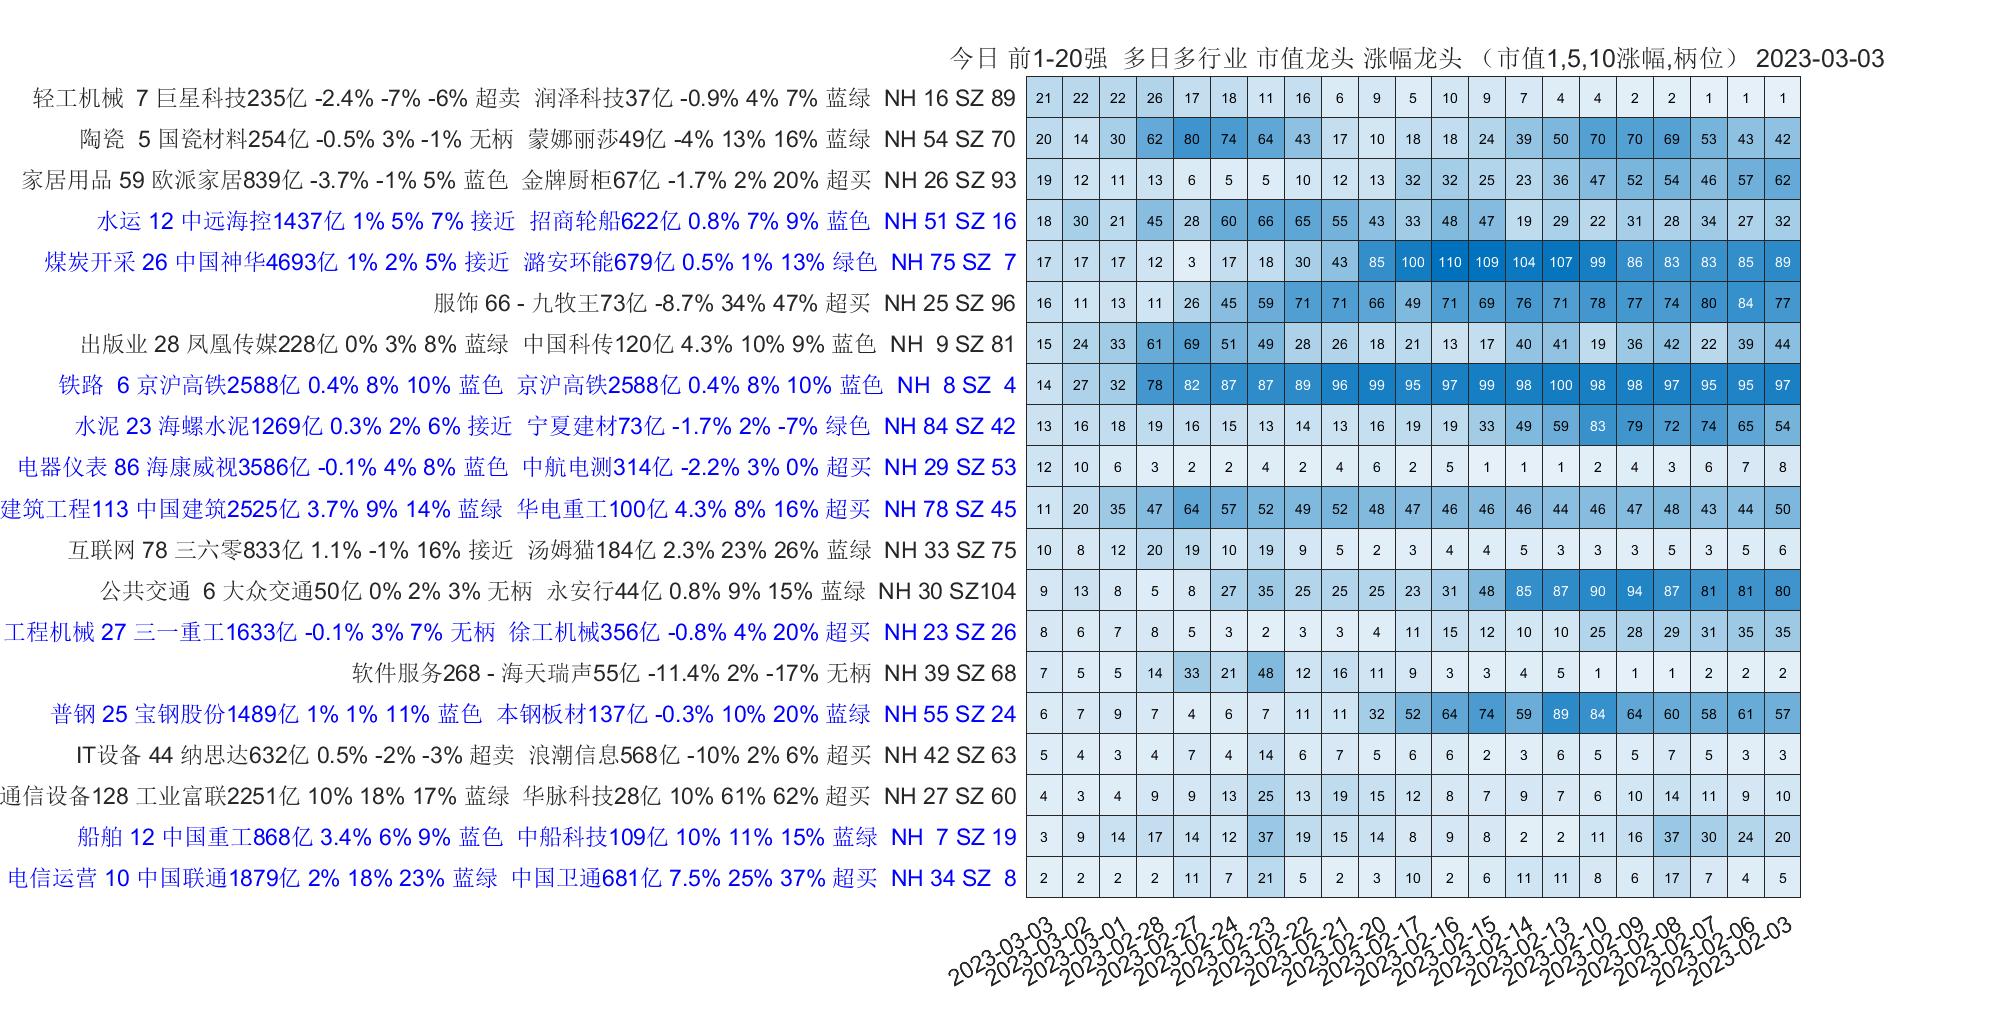 今日 前1-20强 多日多行业 市值龙头 涨幅龙头 （市值1,5,10涨幅,柄位） 2023-03-03
轻工机械 7 巨星科技235亿 -2.4% -7% -6% 超卖 润泽科技37亿 -0.9% 4% 7% 蓝绿 NH 16 SZ 89 21 22 22 26 17 18 11 16 6 9 5 10 9 7 4 4 2 2 1 1 1
陶瓷 5 国瓷材料254亿 -0.5% 3% -1% 无柄 蒙娜丽莎49亿 -4% 13% 16% 蓝绿 NH 54 SZ 70 20 14 30 62 80 74 64 43 17 10 18 18 24 39 50 70 70 69 53 43 42
家居用品 59 欧派家居839亿 -3.7% -1% 5% 蓝色 金牌厨柜67亿 -1.7% 2% 20% 超买 NH 26 SZ 93 19 12 11 13 6 5 5 10 12 13 32 32 25 23 36 47 52 54 46 57 62
水运 12 中远海控1437亿 1% 5% 7% 接近 招商轮船622亿 0.8% 7% 9% 蓝色 NH 51 SZ 16 18 30 21 45 28 60 66 65 55 43 33 48 47 19 29 22 31 28 34 27 32
煤炭开采 26 中国神华4693亿 1% 2% 5% 接近 潞安环能679亿 0.5% 1% 13% 绿色 NH 75 SZ 7 17 17 17 12 3 17 18 30 43 85 100 110 109 104 107 99 86 83 83 85 89
服饰 66 - 九牧王73亿 -8.7% 34% 47% 超买 NH 25 SZ 96 16 11 13 11 26 45 59 71 71 66 49 71 69 76 71 78 77 74 80 84 77
出版业 28 凤凰传媒228亿 0% 3% 8% 蓝绿 中国科传120亿 4.3% 10% 9% 蓝色 NH 9 SZ 81 15 24 33 61 69 51 49 28 26 18 21 13 17 40 41 19 36 42 22 39 44
铁路 6 京沪高铁2588亿 0.4% 8% 10% 蓝色 京沪高铁2588亿 0.4% 8% 10% 蓝色 NH 8 SZ 4 14 27 32 78 82 87 87 89 96 99 95 97 99 98 100 98 98 97 95 95 97
水泥 23 海螺水泥1269亿 0.3% 2% 6% 接近 宁夏建材73亿 -1.7% 2% -7% 绿色 NH 84 SZ 42 13 16 18 19 16 15 13 14 13 16 19 19 33 49 59 83 79 72 74 65 54
电器仪表 86 海康威视3586亿 -0.1% 4% 8% 蓝色 中航电测314亿 -2.2% 3% 0% 超买 NH 29 SZ 53 12 10 6 3 2 2 4 2 4 6 2 5 1 1 1 2 4 3 6 7 8
建筑工程113 中国建筑2525亿 3.7% 9% 14% 蓝绿 华电重工100亿 4.3% 8% 16% 超买 NH 78 SZ 45 11 20 35 47 64 57 52 49 52 48 47 46 46 46 44 46 47 48 43 44 50
互联网 78 三六零833亿 1.1% -1% 16% 接近 汤姆猫184亿 2.3% 23% 26% 蓝绿 NH 33 SZ 75 10 8 12 20 19 10 19 9 5 2 3 4 4 5 3 3 3 5 3 5 6
公共交通 6 大众交通50亿 0% 2% 3% 无柄 永安行44亿 0.8% 9% 15% 蓝绿 NH 30 SZ104 9 13 8 5 8 27 35 25 25 25 23 31 48 85 87 90 94 87 81 81 80
工程机械 27 三一重工1633亿 -0.1% 3% 7% 无柄 徐工机械356亿 -0.8% 4% 20% 超买 NH 23 SZ 26 8 6 7 8 5 3 2 3 3 4 11 15 12 10 10 25 28 29 31 35 35
软件服务268 - 海天瑞声55亿 -11.4% 2% -17% 无柄 NH 39 SZ 68 7 5 5 14 33 21 48 12 16 11 9 3 3 4 5 1 1 1 2 2 2
普钢 25 宝钢股份1489亿 1% 1% 11% 蓝色 本钢板材137亿 -0.3% 10% 20% 蓝绿 NH 55 SZ 24 6 7 9 7 4 6 7 11 11 32 52 64 74 59 89 84 64 60 58 61 57
IT设备 44 纳思达632亿 0.5% -2% -3% 超卖 浪潮信息568亿 -10% 2% 6% 超买 NH 42 SZ 63 5 4 3 4 7 4 14 6 7 5 6 6 2 3 6 5 5 7 5 3 3
通信设备128 工业富联2251亿 10% 18% 17% 蓝绿 华脉科技28亿 10% 61% 62% 超买 NH 27 SZ 60 4 3 4 9 9 13 25 13 19 15 12 8 7 9 7 6 10 14 11 9 10
船舶 12 中国重工868亿 3.4% 6% 9% 蓝色 中船科技109亿 10% 11% 15% 蓝绿 NH 7 SZ 19 3 9 14 17 14 12 37 19 15 14 8 9 8 2 2 11 16 37 30 24 20
电信运营 10 中国联通1879亿 2% 18% 23% 蓝绿 中国卫通681亿 7.5% 25% 37% 超买 NH 34 SZ 8 2 2 2 2 11 7 21 5 2 3 10 2 6 11 11 8 6 17 7 4 5
2023-03-03 2023-03-02 2023-03-01 2023-02-28 2023-02-27 2023-02-24 2023-02-23 2023-02-22 2023-02-21 2023-02-20 2023-02-17 2023-02-16 2023-02-15 2023-02-14 2023-02-13 2023-02-10 2023-02-09 2023-02-08 2023-02-07 2023-02-06 2023-02-03